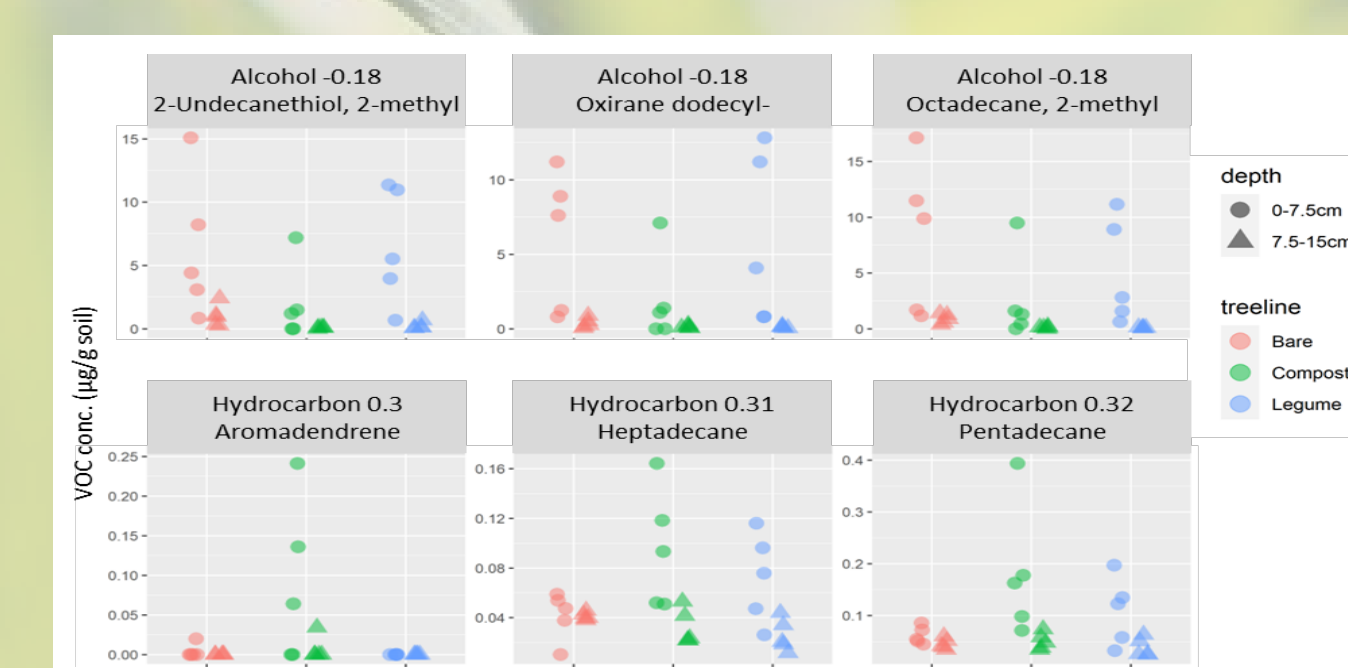 Alcohol -0.18
2-Undecanethiol, 2-methyl
Alcohol -0.18
Oxirane dodecyl-
Alcohol -0.18
Octadecane, 2-methyl
15
10
5
0
10
5
0
15
10
5
0
depth
0-7.5cm
7.5-15cm
treeline
Bare
Compost
Legume
VOC conc. (µg/g soil)
Hydrocarbon 0.3
Aromadendrene
Hydrocarbon 0.31
Heptadecane
Hydrocarbon 0.32
Pentadecane
0.25
0.20
0.15
0.10
0.05
0.00
0.16
0.12
0.08
0.04
0.4
0.3
0.2
0.1